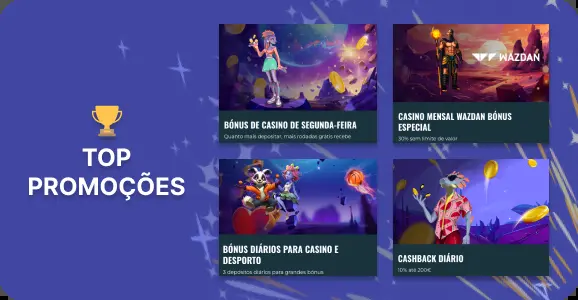 TOP
PROMOÇÕES
BÓNUS DE CASINO DE SEGUNDA-FEIRA
Quanto mais depositar, mais rodadas grátis recebe
WAZDAN
CASINO MENSAL WAZDAN BÓNUS
ESPECIAL
30% sem limite de valor
BÓNUS DIÁRIOS PARA CASINO E
DESPORTO
3 depósitos diários para grandes bónus
CASHBACK DIÁRIO
10% até 200€